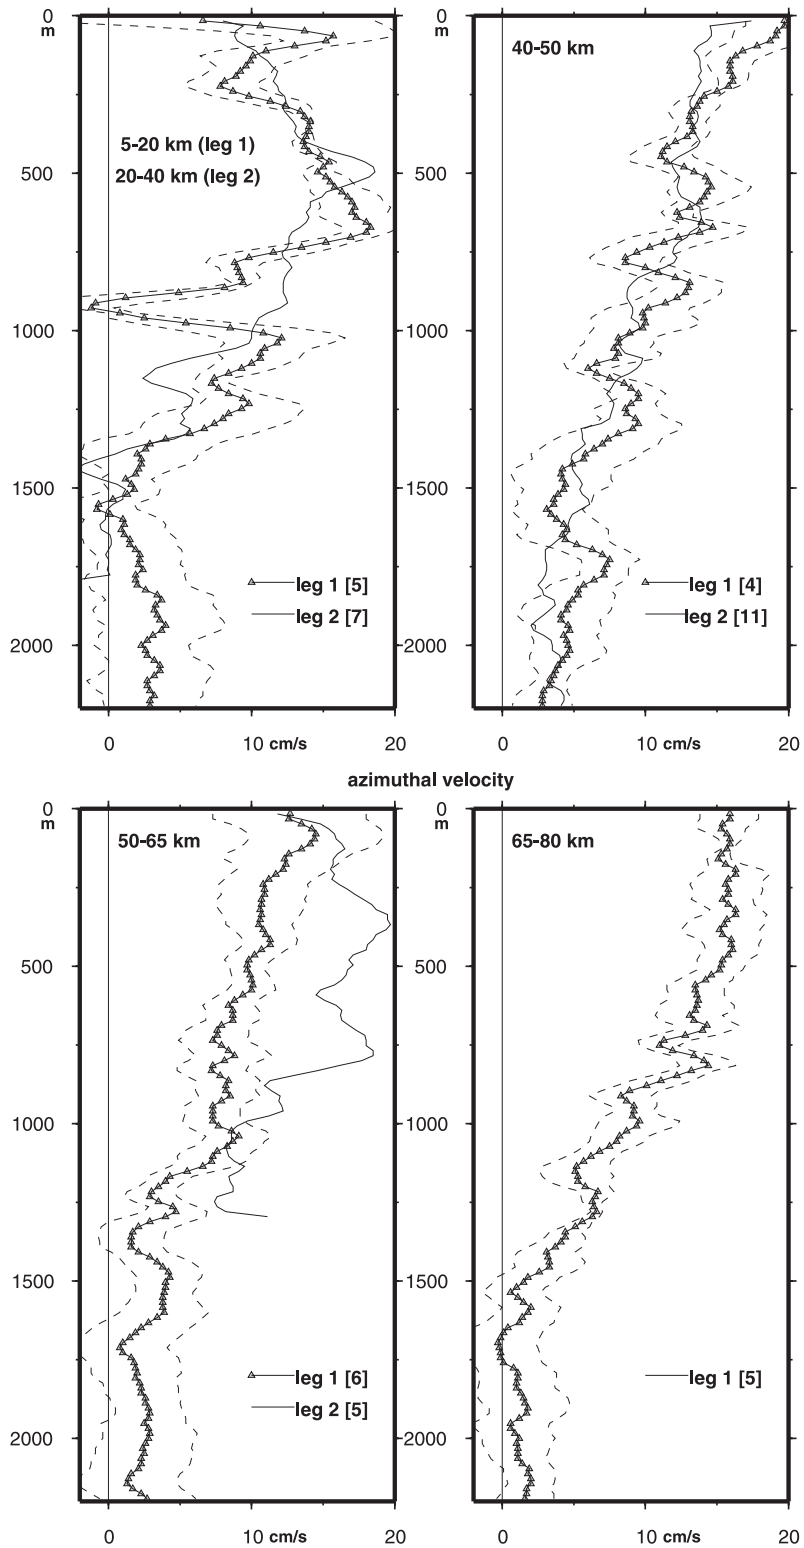 0
m
5-20 km (leg 1)
20-40 km (leg 2)
500
1000
1500
2000
leg 1 [5]
leg 2 [7]
0
10 cm/s
20
0
m
40-50 km
500
1000
1500
2000
leg 1 [4]
leg 2 [11]
0
10 cm/s
20
azimuthal velocity
0
m
50-65 km
500
1000
1500
2000
leg 1 [6]
leg 2 [5]
0
10 cm/s
20
0
m
65-80 km
500
1000
1500
2000
leg 1 [5]
0
10 cm/s
20